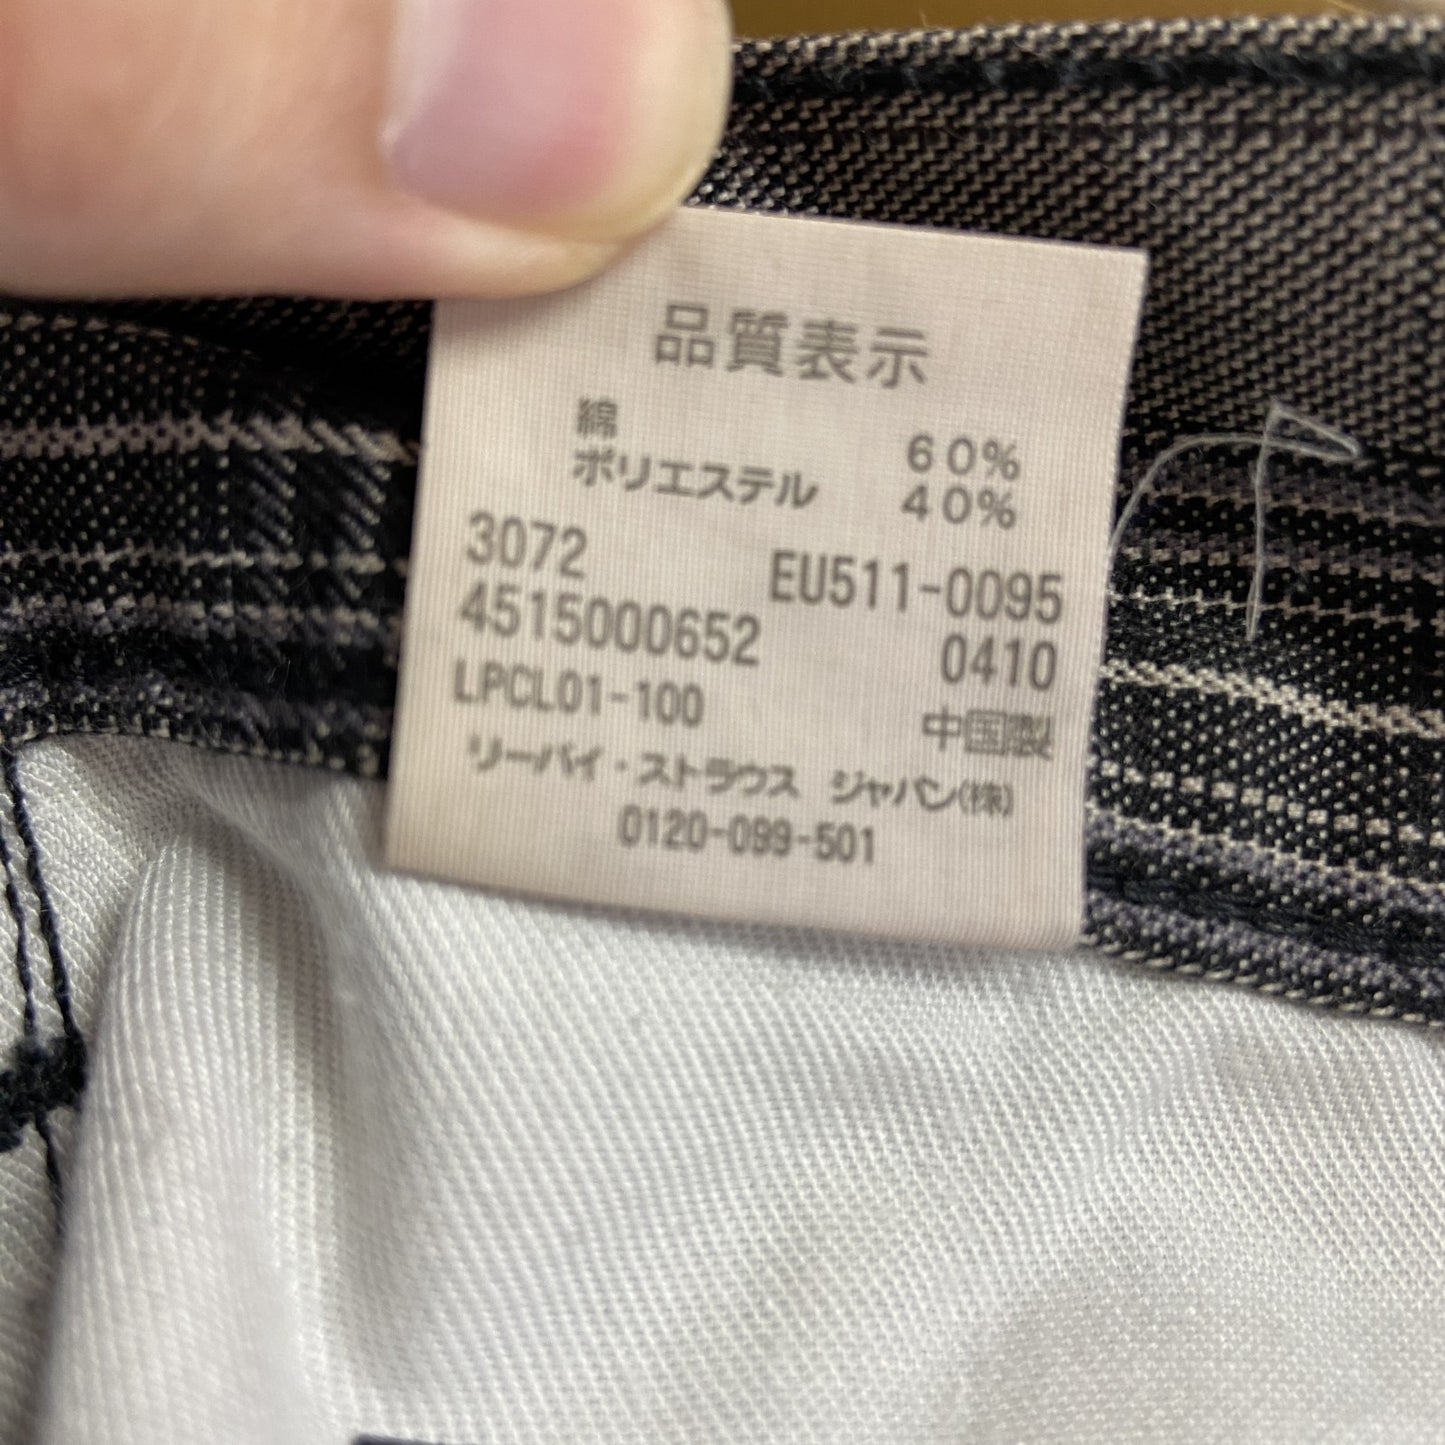 品質表示
綿 60%
ポリエステル 40%
3072 EU511-0095
4515000652 0410
LPCL01-100 中国製
リーバイ・ストラウス ジャパン(株)
0120-099-501